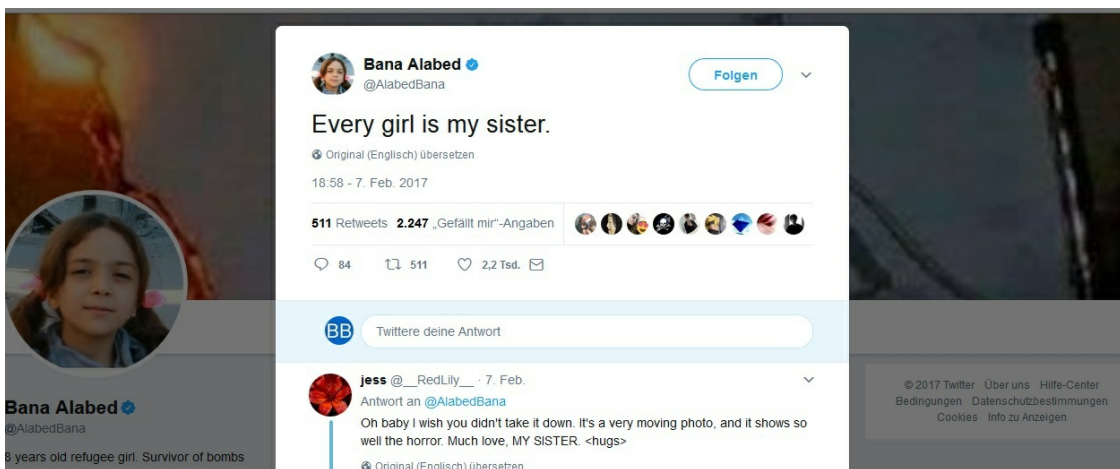 Bana Alabed
@AlabedBana
Folgen
Every girl is my sister.
Original (Englisch) übersetzen
18:58 - 7. Feb. 2017
511 Retweets 2.247 „Gefällt mir“-Angaben
84 511 2,2 Tsd.
BB Twittere deine Antwort
jess @__RedLily__ · 7. Feb.
Antwort an @AlabedBana
Oh baby I wish you didn't take it down. It's a very moving photo, and it shows so
well the horror. Much love, MY SISTER. <hugs>
Original (Englisch) übersetzen
Bana Alabed
@AlabedBana
8 years old refugee girl. Survivor of bombs
© 2017 Twitter Über uns Hilfe-Center
Bedingungen Datenschutzbestimmungen
Cookies Info zu Anzeigen